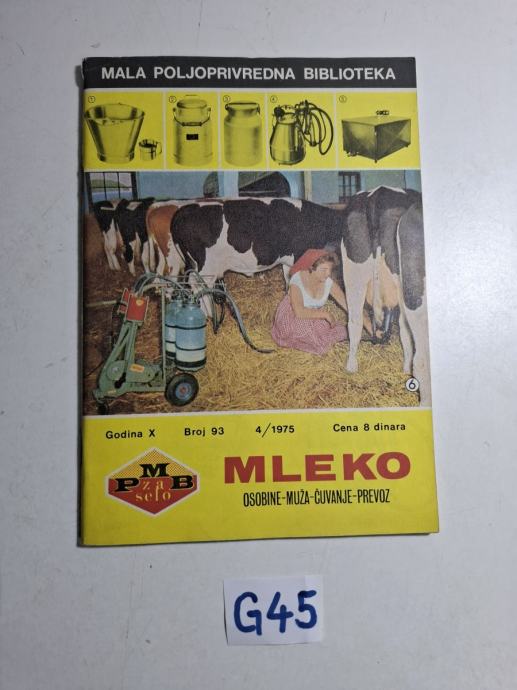 MALA POLJOPRIVREDNA BIBLIOTEKA
1 2 3 4 5
6
Godina X Broj 93 4/1975 Cena 8 dinara
M
P za B
selo
MLEKO
OSOBINE-MUŽA-ČUVANJE-PREVOZ
G45